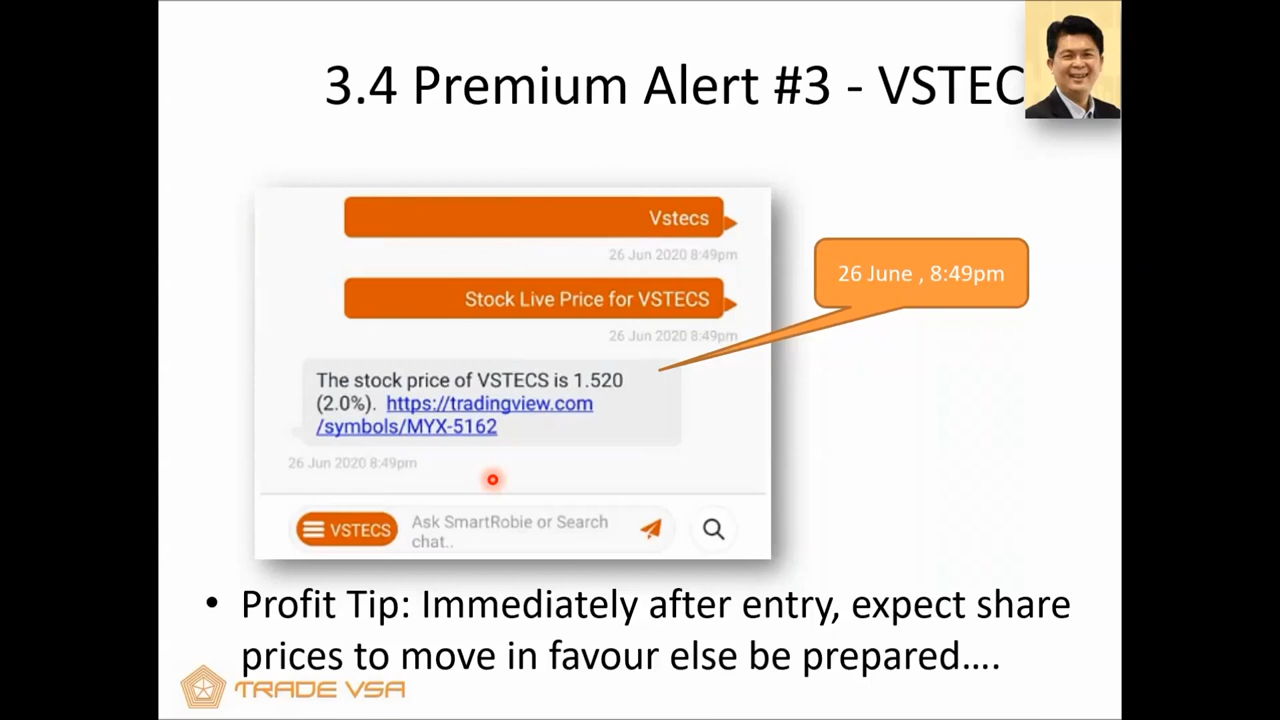 3.4 Premium Alert #3 - VSTEC
Vstecs
26 Jun 2020 8:49pm
Stock Live Price for VSTECS
26 Jun 2020 8:49pm
26 June , 8:49pm
The stock price of VSTECS is 1.520
(2.0%). https://tradingview.com
/symbols/MYX-5162
26 Jun 2020 8:49pm
VSTECS
Ask SmartRobie or Search
chat..
• Profit Tip: Immediately after entry, expect share
prices to move in favour else be prepared....
TRADE VSA